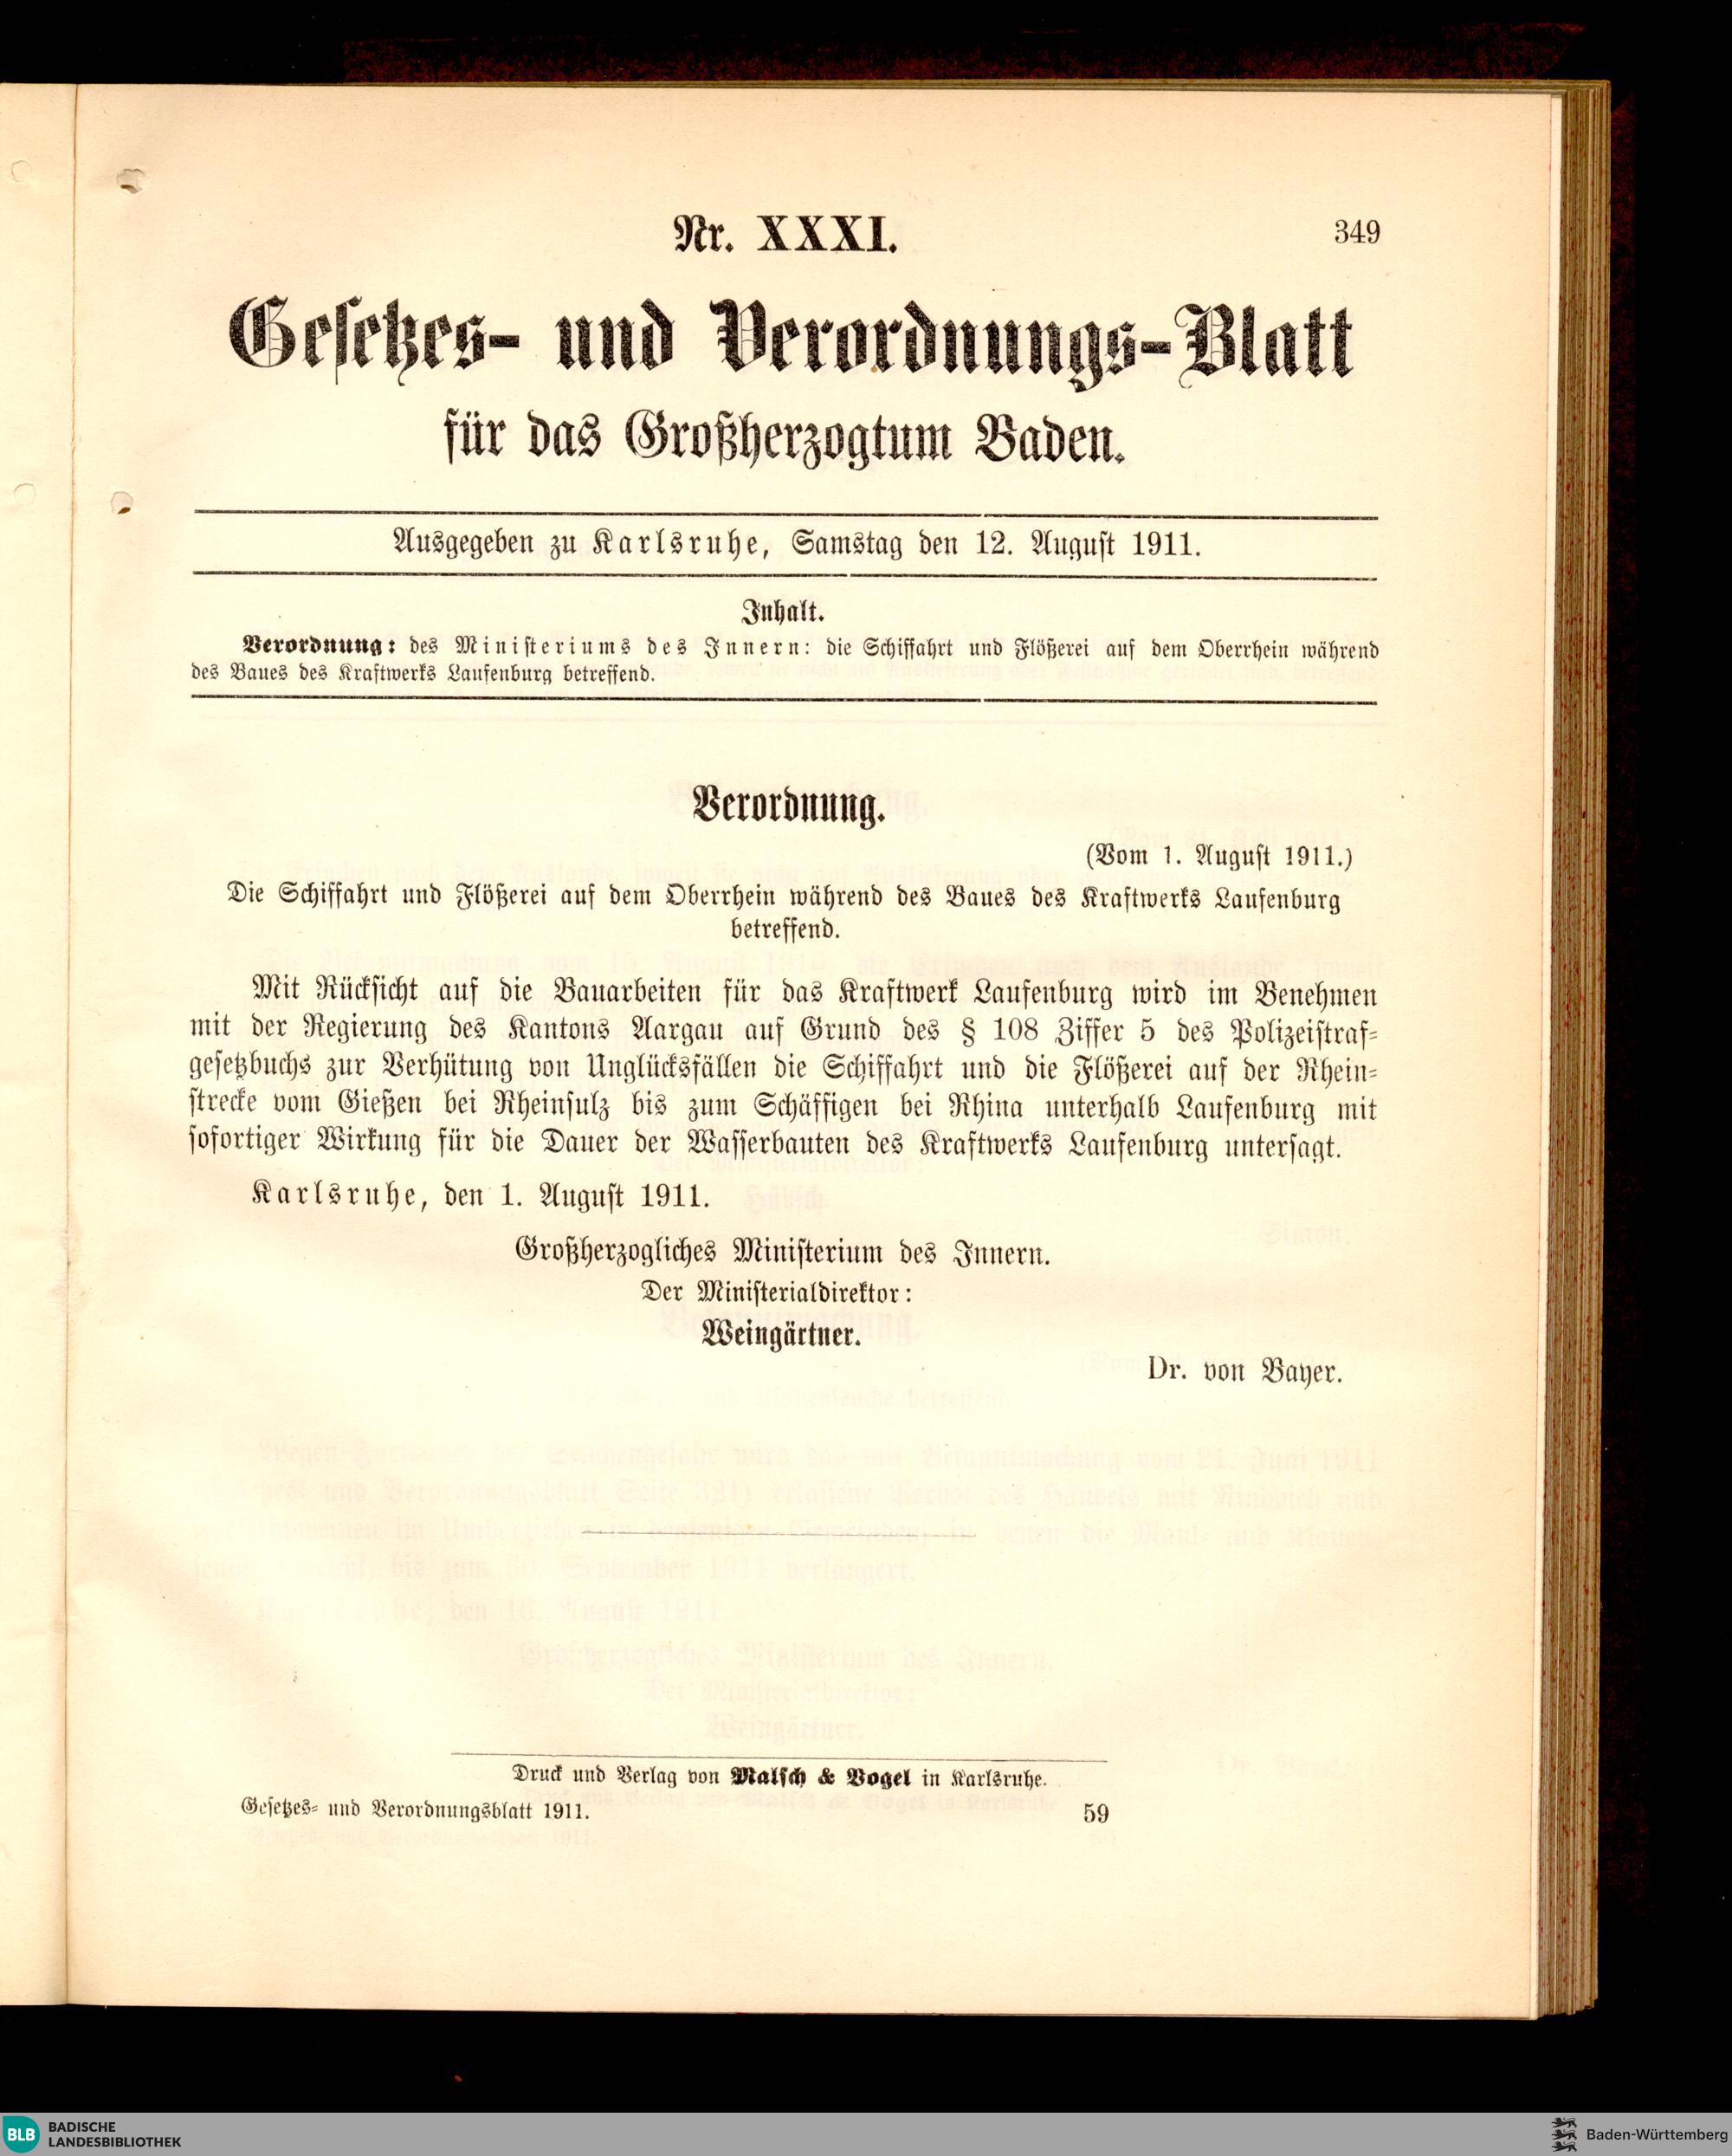 Nr. XXXI.
349
Gesetzes- und Verordnungs-Blatt
für das Großherzogtum Baden.
Ausgegeben zu Karlsruhe, Samstag den 12. August 1911.
Inhalt.
Verordnung: des Ministeriums des Innern: die Schiffahrt und Flößerei auf dem Oberrhein während
des Baues des Kraftwerks Laufenburg betreffend.
Verordnung.
(Vom 1. August 1911.)
Die Schiffahrt und Flößerei auf dem Oberrhein während des Baues des Kraftwerks Laufenburg
betreffend.
Mit Rücksicht auf die Bauarbeiten für das Kraftwerk Laufenburg wird im Benehmen
mit der Regierung des Kantons Aargau auf Grund des § 108 Ziffer 5 des Polizeistraf-
gesetzbuchs zur Verhütung von Unglücksfällen die Schiffahrt und die Flößerei auf der Rhein-
strecke vom Gießen bei Rheinsulz bis zum Schäffigen bei Rhina unterhalb Laufenburg mit
sofortiger Wirkung für die Dauer der Wasserbauten des Kraftwerks Laufenburg untersagt.
Karlsruhe, den 1. August 1911.
Großherzogliches Ministerium des Innern.
Der Ministerialdirektor:
Weingärtner.
Dr. von Bayer.
Druck und Verlag von Malsch & Vogel in Karlsruhe.
Gesetzes- und Verordnungsblatt 1911.
59
BLB
BADISCHE
LANDESBIBLIOTHEK
Baden-Württemberg